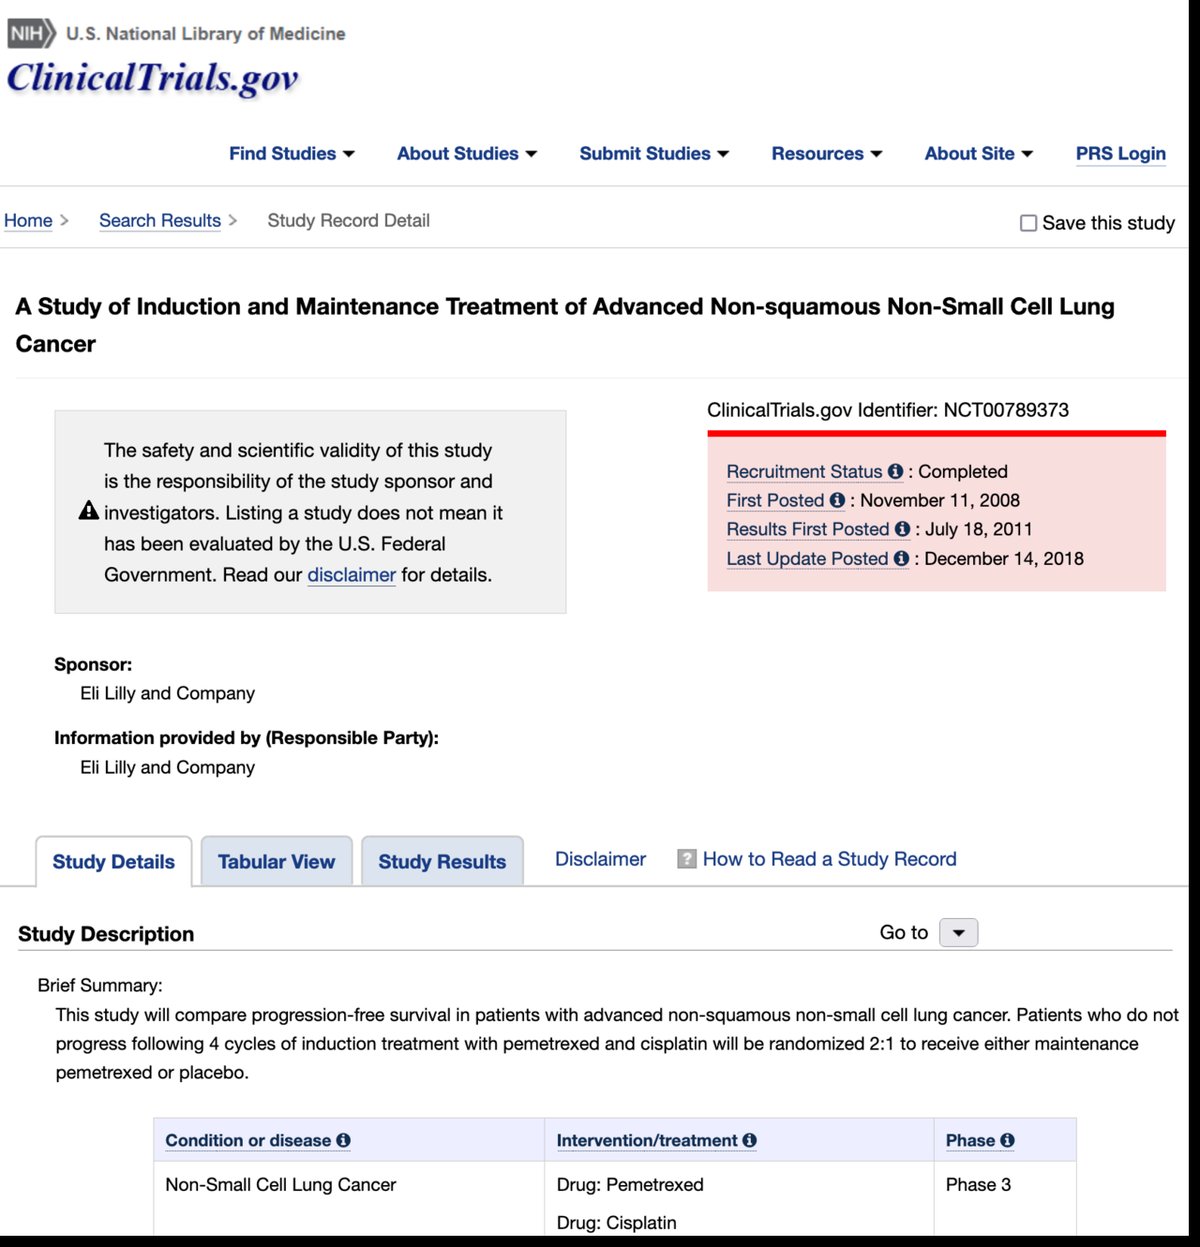 NIH U.S. National Library of Medicine
ClinicalTrials.gov
Find Studies About Studies Submit Studies Resources About Site PRS Login
Home > Search Results > Study Record Detail
Save this study
A Study of Induction and Maintenance Treatment of Advanced Non-squamous Non-Small Cell Lung
Cancer
The safety and scientific validity of this study
is the responsibility of the study sponsor and
investigators. Listing a study does not mean it
has been evaluated by the U.S. Federal
Government. Read our disclaimer for details.
ClinicalTrials.gov Identifier: NCT00789373
Recruitment Status : Completed
First Posted : November 11, 2008
Results First Posted : July 18, 2011
Last Update Posted : December 14, 2018
Sponsor:
Eli Lilly and Company
Information provided by (Responsible Party):
Eli Lilly and Company
Study Details Tabular View Study Results Disclaimer ? How to Read a Study Record
Study Description Go to
Brief Summary:
This study will compare progression-free survival in patients with advanced non-squamous non-small cell lung cancer. Patients who do not
progress following 4 cycles of induction treatment with pemetrexed and cisplatin will be randomized 2:1 to receive either maintenance
pemetrexed or placebo.
Condition or disease Intervention/treatment Phase
Non-Small Cell Lung Cancer Drug: Pemetrexed Phase 3
Drug: Cisplatin